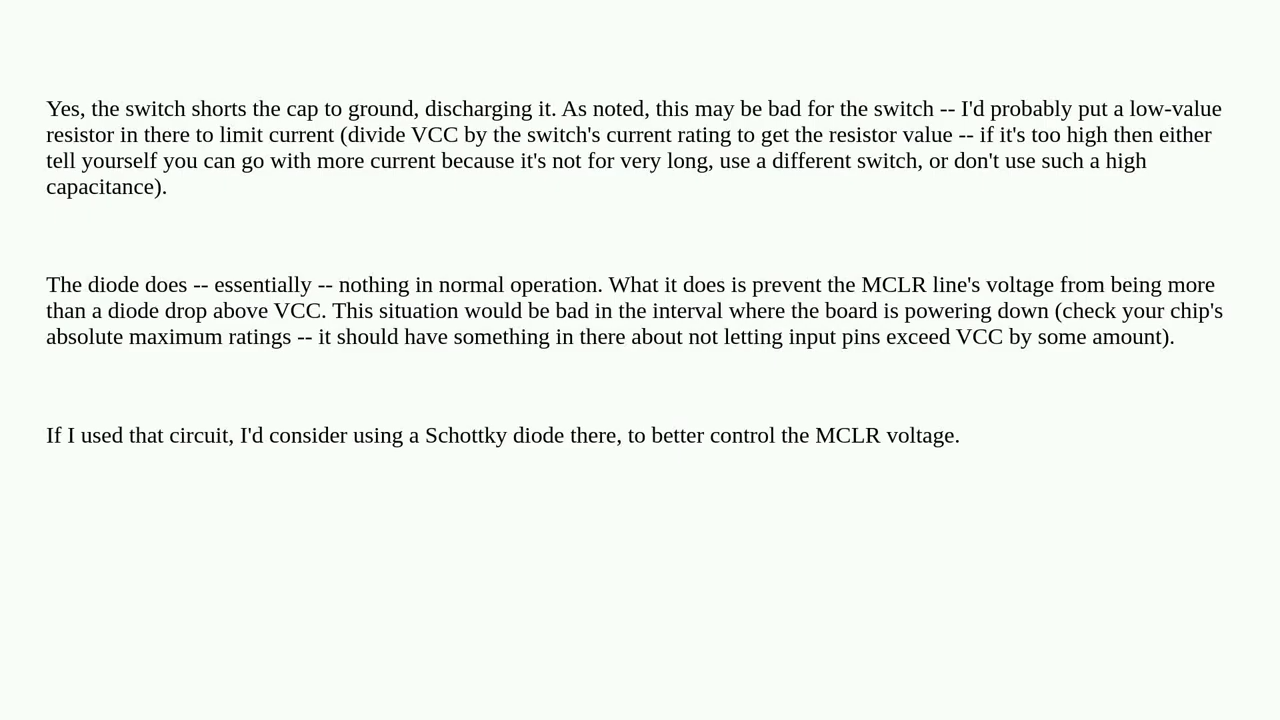 Yes, the switch shorts the cap to ground, discharging it. As noted, this may be bad for the switch -- I'd probably put a low-value
resistor in there to limit current (divide VCC by the switch's current rating to get the resistor value -- if it's too high then either
tell yourself you can go with more current because it's not for very long, use a different switch, or don't use such a high
capacitance).
The diode does -- essentially -- nothing in normal operation. What it does is prevent the MCLR line's voltage from being more
than a diode drop above VCC. This situation would be bad in the interval where the board is powering down (check your chip's
absolute maximum ratings -- it should have something in there about not letting input pins exceed VCC by some amount).
If I used that circuit, I'd consider using a Schottky diode there, to better control the MCLR voltage.